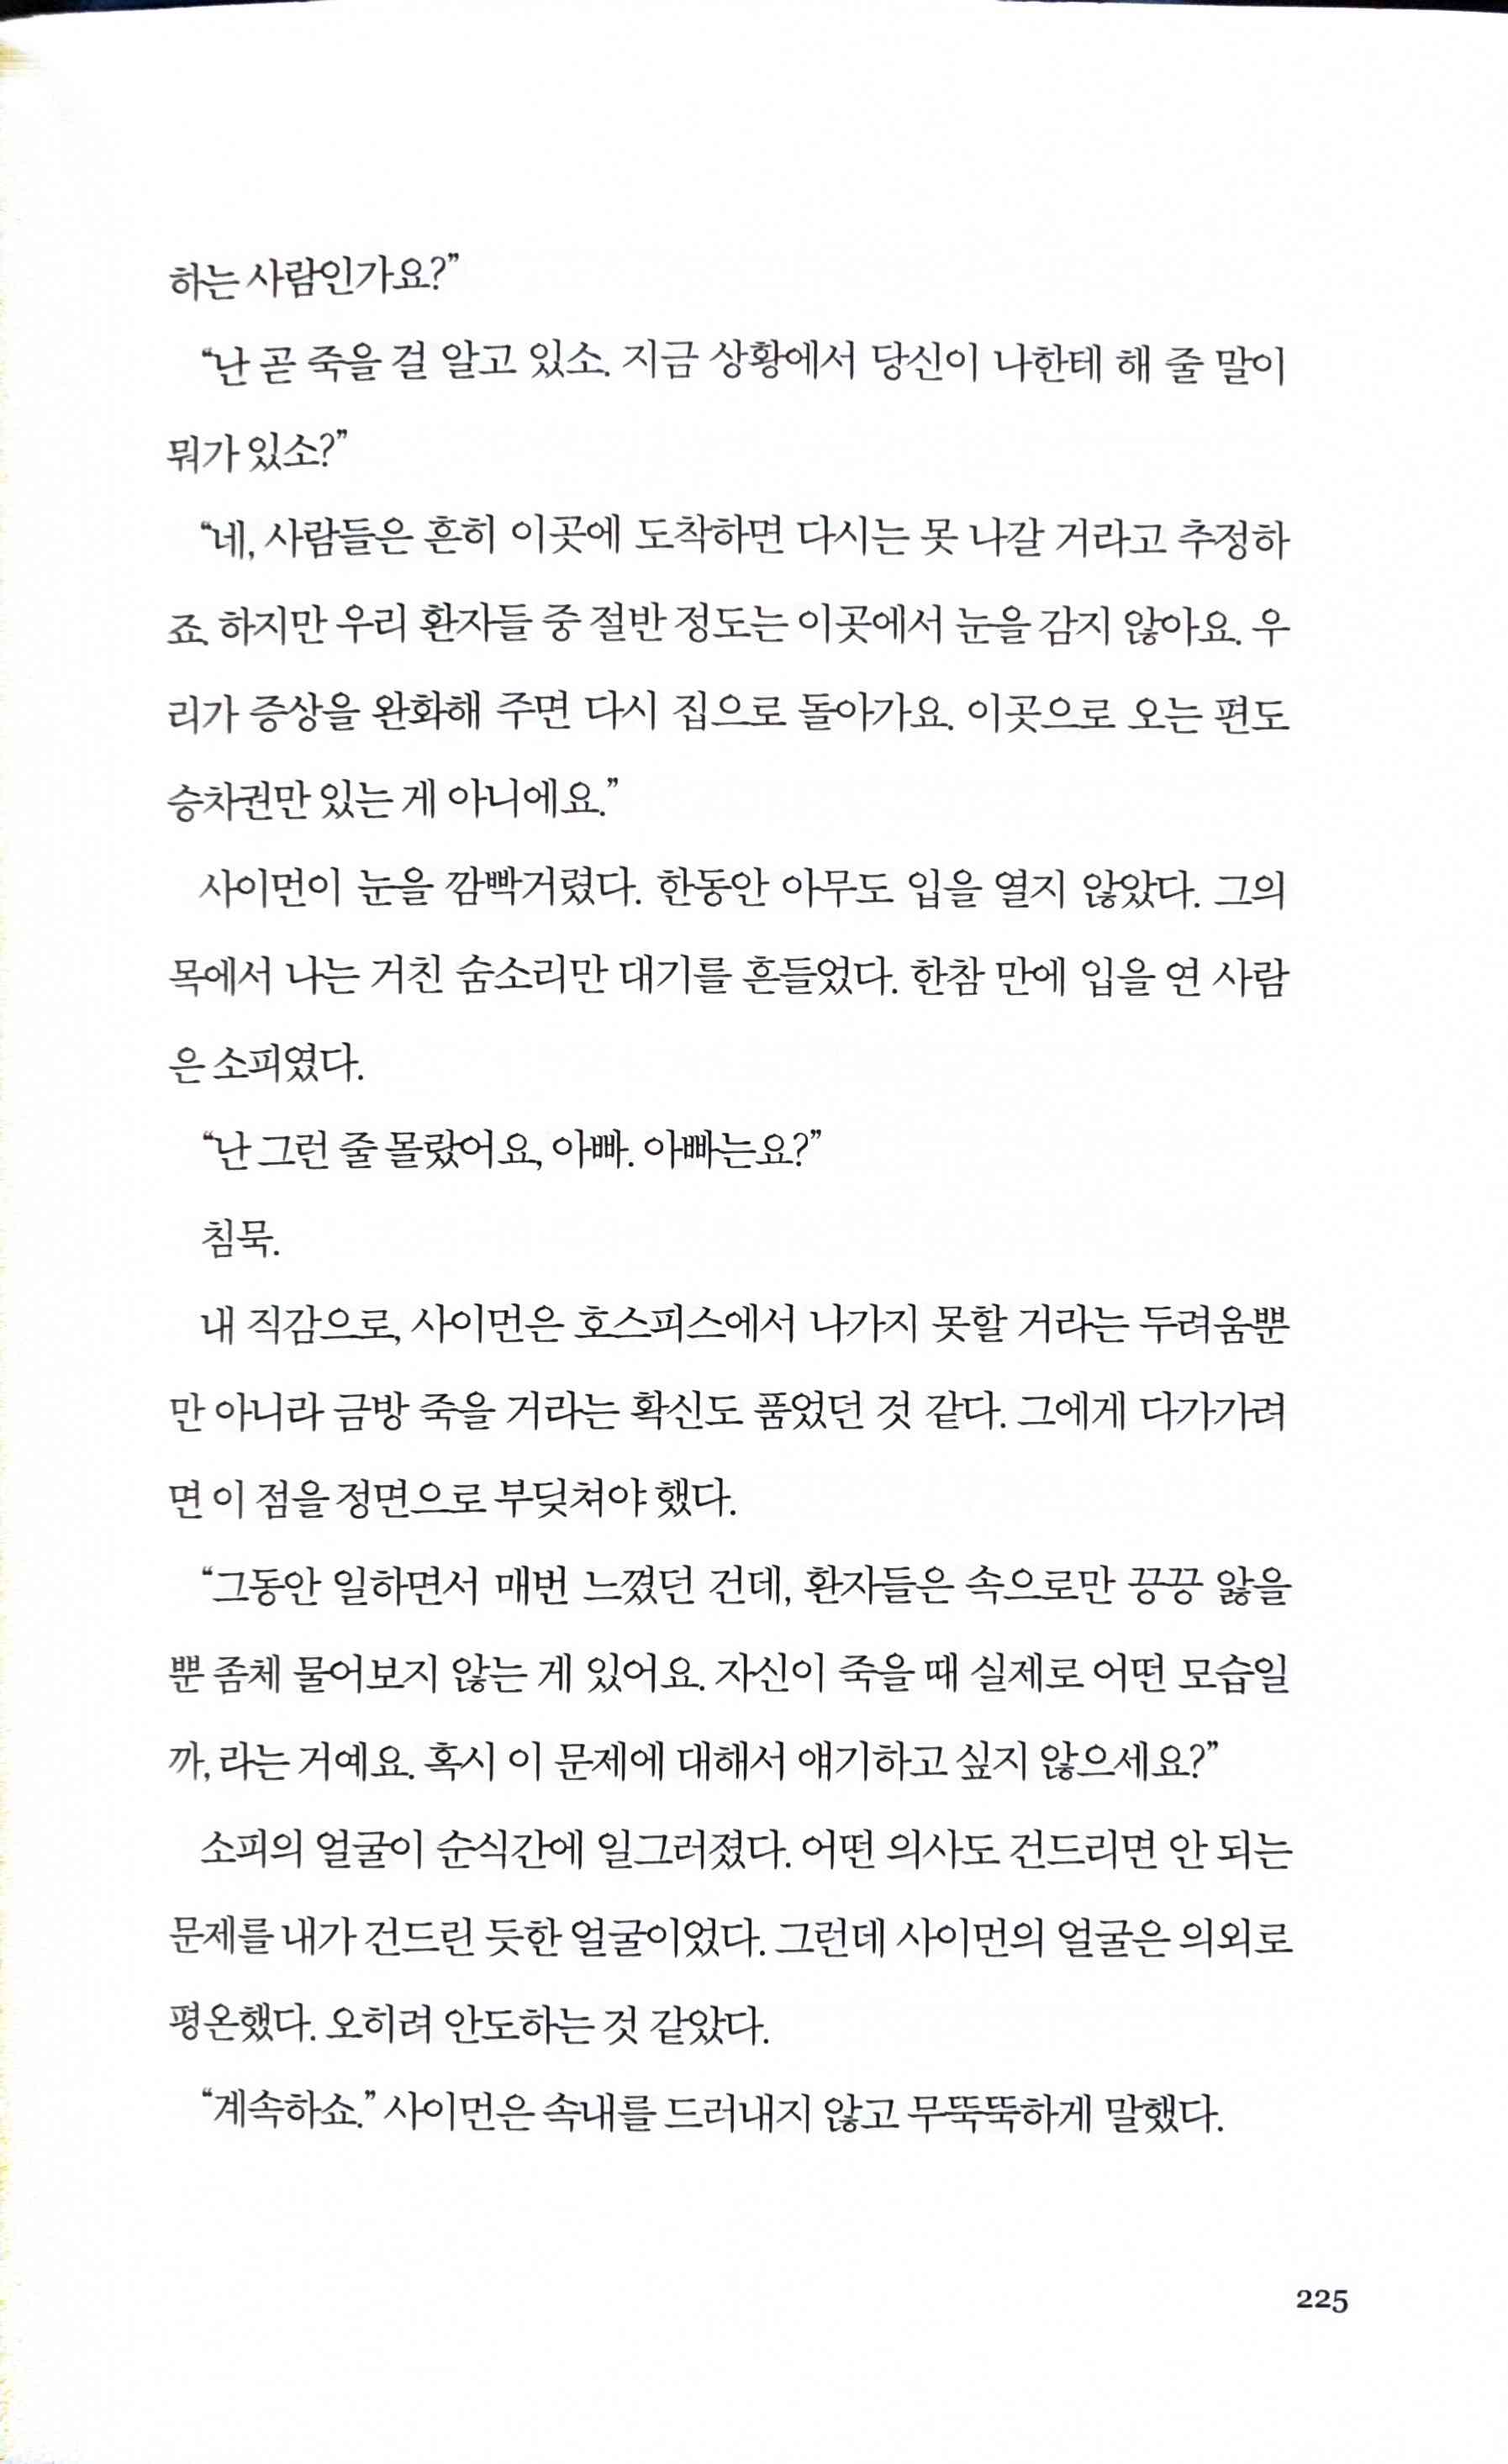 하는 사람인가요?”
“난 곧 죽을 걸 알고 있소. 지금 상황에서 당신이 나한테 해 줄 말이
뭐가 있소?”
“네, 사람들은 흔히 이곳에 도착하면 다시는 못 나갈 거라고 추정하
죠. 하지만 우리 환자들 중 절반 정도는 이곳에서 눈을 감지 않아요. 우
리가 증상을 완화해 주면 다시 집으로 돌아가요. 이곳으로 오는 편도
승차권만 있는 게 아니에요.”
사이먼이 눈을 깜빡거렸다. 한동안 아무도 입을 열지 않았다. 그의
목에서 나는 거친 숨소리만 대기를 흔들었다. 한참 만에 입을 연 사람
은 소피였다.
“난 그런 줄 몰랐어요, 아빠. 아빠는요?”
침묵.
내 직감으로, 사이먼은 호스피스에서 나가지 못할 거라는 두려움뿐
만 아니라 금방 죽을 거라는 확신도 품었던 것 같다. 그에게 다가가려
면 이 점을 정면으로 부딪쳐야 했다.
“그동안 일하면서 매번 느꼈던 건데, 환자들은 속으로만 끙끙 앓을
뿐 좀체 물어보지 않는 게 있어요. 자신이 죽을 때 실제로 어떤 모습일
까, 라는 거예요. 혹시 이 문제에 대해서 얘기하고 싶지 않으세요?”
소피의 얼굴이 순식간에 일그러졌다. 어떤 의사도 건드리면 안 되는
문제를 내가 건드린 듯한 얼굴이었다. 그런데 사이먼의 얼굴은 의외로
평온했다. 오히려 안도하는 것 같았다.
“계속하쇼.” 사이먼은 속내를 드러내지 않고 무뚝뚝하게 말했다.
225